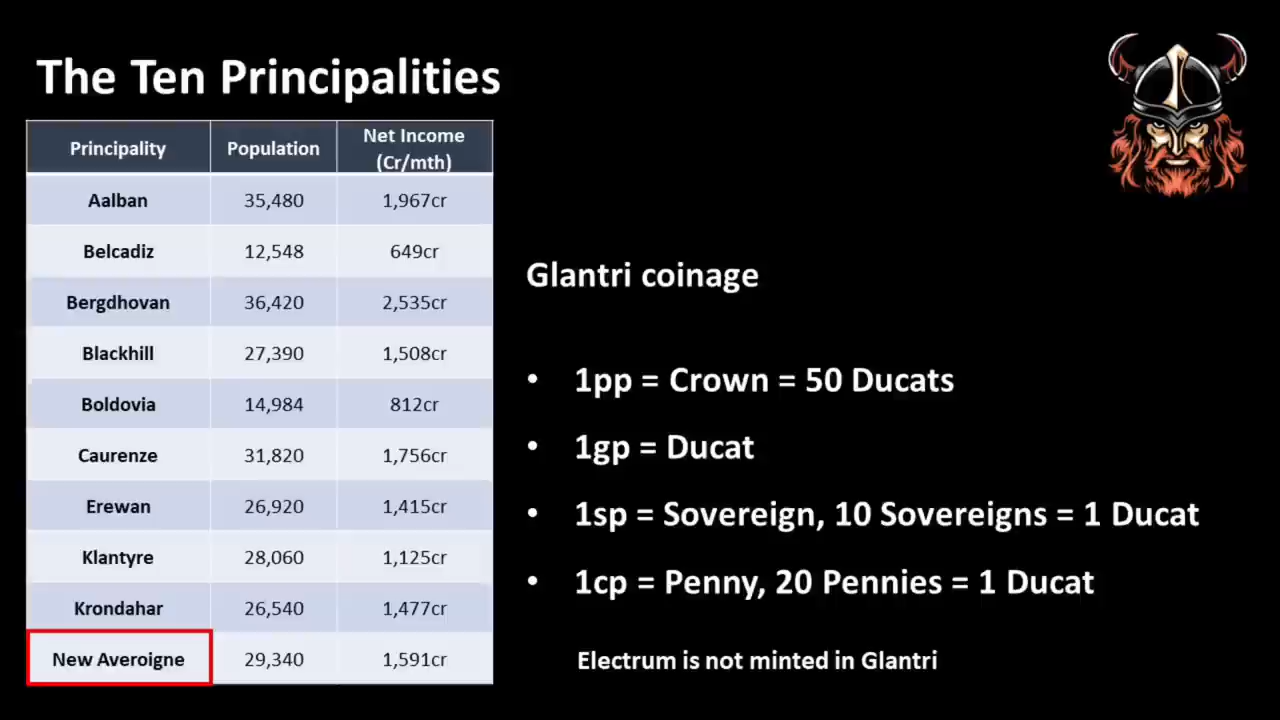 The Ten Principalities
Principality Population Net Income (Cr/mth)
Aalban 35,480 1,967cr
Belcadiz 12,548 649cr
Bergdhovan 36,420 2,535cr
Blackhill 27,390 1,508cr
Boldovia 14,984 812cr
Caurenze 31,820 1,756cr
Erewan 26,920 1,415cr
Klantyre 28,060 1,125cr
Krondahar 26,540 1,477cr
New Averoigne 29,340 1,591cr
Glantri coinage
• 1pp = Crown = 50 Ducats
• 1gp = Ducat
• 1sp = Sovereign, 10 Sovereigns = 1 Ducat
• 1cp = Penny, 20 Pennies = 1 Ducat
Electrum is not minted in Glantri